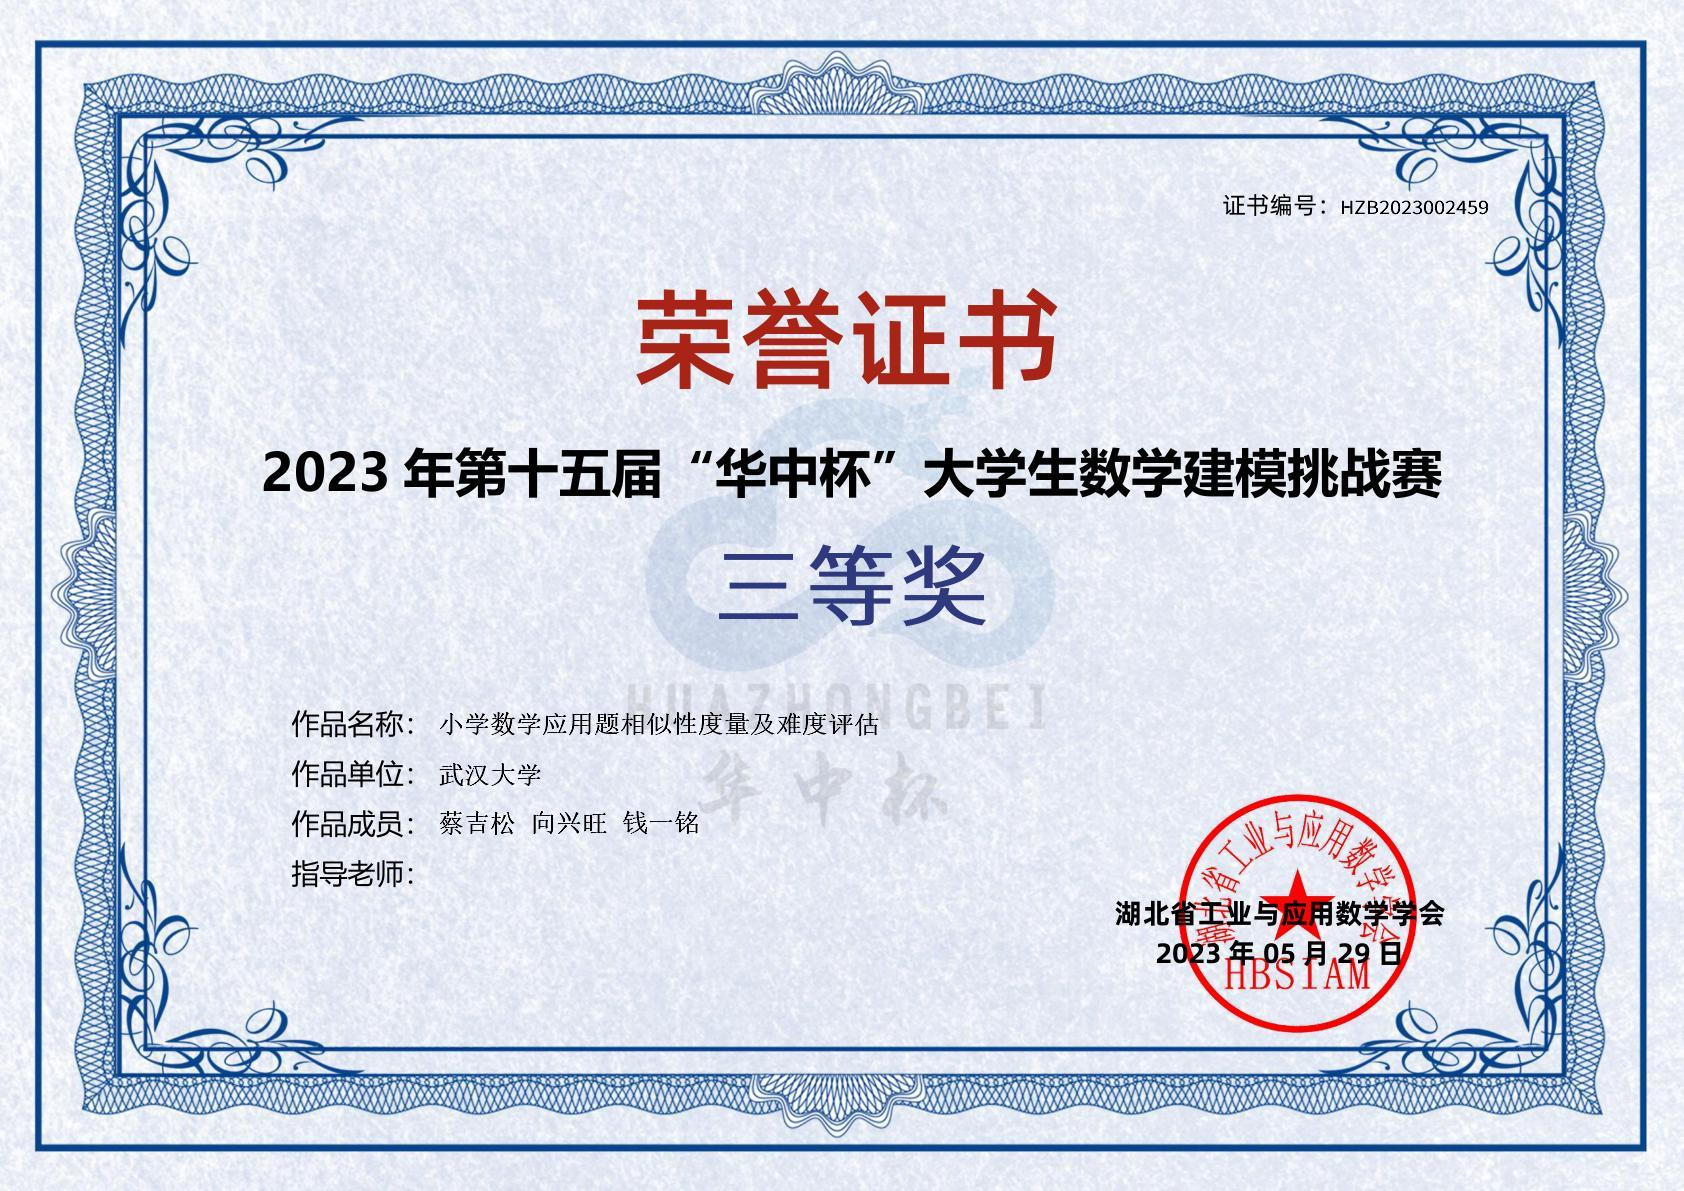 证书编号：HZB2023002459
荣誉证书
2023 年第十五届“华中杯”大学生数学建模挑战赛
三等奖
HUAZHONGBEI
作品名称： 小学数学应用题相似性度量及难度评估
华中杯
作品单位： 武汉大学
作品成员： 蔡吉松 向兴旺 钱一铭
指导老师：
湖北省工业与应用数学学会
湖北省工业与应用数学学会
2023 年 05 月 29 日
HBSIAM